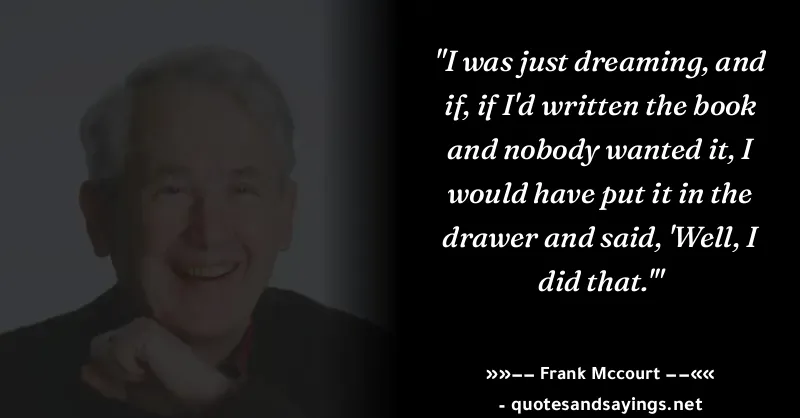 "I was just dreaming, and
if, if I'd written the book
and nobody wanted it, I
would have put it in the
drawer and said, 'Well, I
did that.'"
»»–– Frank Mccourt ––««
- quotesandsayings.net